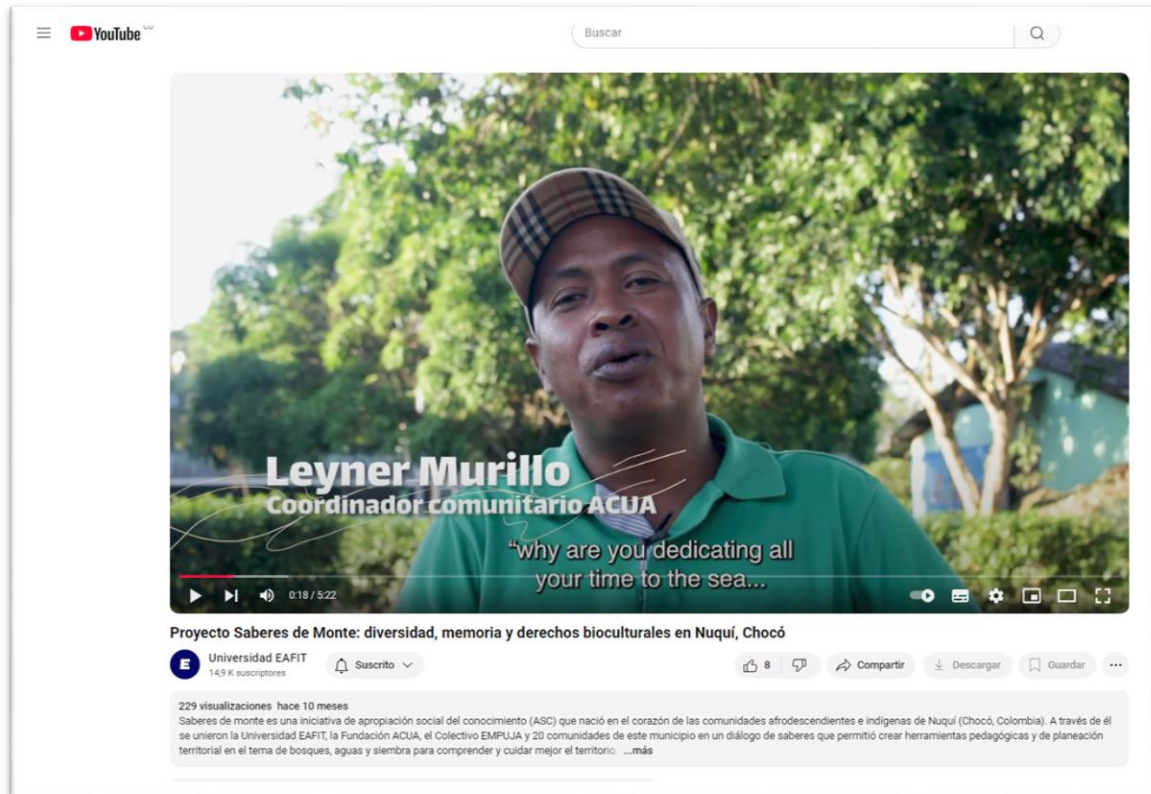 YouTube CO
Buscar
Leyner Murillo
Coordinador comunitario ACUA
“why are you dedicating all
your time to the sea...
0:18 / 5:22
Proyecto Saberes de Monte: diversidad, memoria y derechos bioculturales en Nuquí, Chocó
E
Universidad EAFIT
14,9 K suscriptores
Suscrito
8
Compartir
Descargar
Guardar
229 visualizaciones hace 10 meses
Saberes de monte es una iniciativa de apropiación social del conocimiento (ASC) que nació en el corazón de las comunidades afrodescendientes e indígenas de Nuquí (Chocó, Colombia). A través de él
se unieron la Universidad EAFIT, la Fundación ACUA, el Colectivo EMPUJA y 20 comunidades de este municipio en un diálogo de saberes que permitió crear herramientas pedagógicas y de planeación
territorial en el tema de bosques, aguas y siembra para comprender y cuidar mejor el territorio. ...más